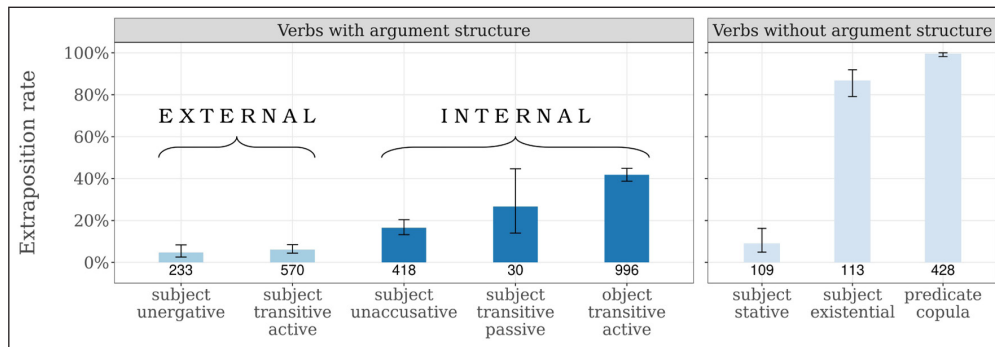 Verbs with argument structure
Verbs without argument structure
Extraposition rate
100%
80%
60%
40%
20%
0%
EXTERNAL
INTERNAL
233
570
418
30
996
109
113
428
subject
unergative
subject
transitive
active
subject
unaccusative
subject
transitive
passive
object
transitive
active
subject
stative
subject
existential
predicate
copula